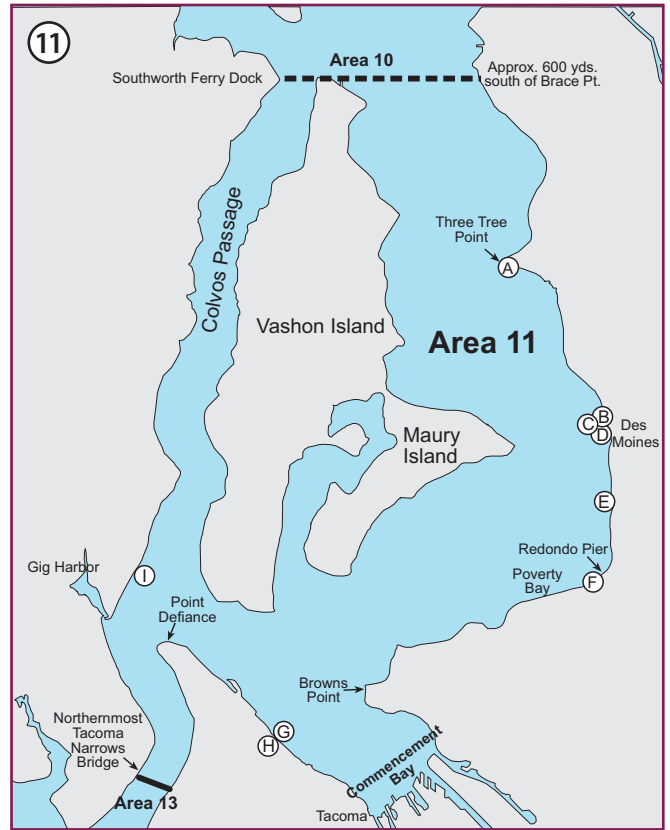 11
Area 10
Southworth Ferry Dock
Approx. 600 yds.
south of Brace Pt.
Three Tree
Point
A
Colvos Passage
Vashon Island
Area 11
B
C
D
Des
Moines
Maury
Island
E
Redondo Pier
Poverty
Bay
F
Gig Harbor
I
Point
Defiance
Browns
Point
Northernmost
Tacoma
Narrows
Bridge
G
H
Commencement
Bay
Area 13
Tacoma